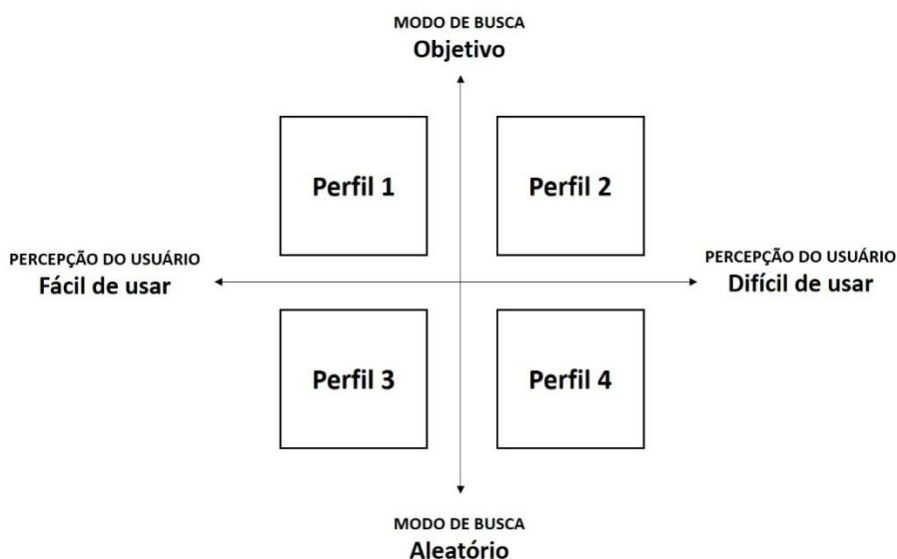 MODO DE BUSCA
Objetivo
Perfil 1
Perfil 2
PERCEPÇÃO DO USUÁRIO
Fácil de usar
PERCEPÇÃO DO USUÁRIO
Difícil de usar
Perfil 3
Perfil 4
MODO DE BUSCA
Aleatório